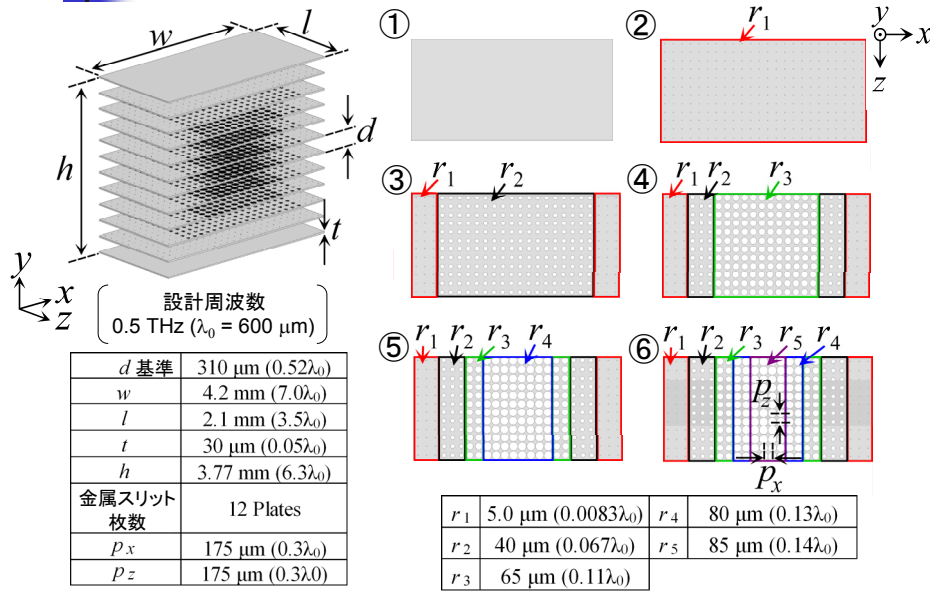 w
l
d
h
t
y
x
z
設計周波数
0.5 THz (λ0 = 600 μm)
d 基準 310 μm (0.52λ0)
w 4.2 mm (7.0λ0)
l 2.1 mm (3.5λ0)
t 30 μm (0.05λ0)
h 3.77 mm (6.3λ0)
金属スリット
枚数 12 Plates
px 175 μm (0.3λ0)
pz 175 μm (0.3λ0)
①
② r1
y
x
z
③ r1 r2
④ r1 r2 r3
⑤ r1 r2 r3 r4
⑥ r1 r2 r3 r5 r4
pz
px
r1 5.0 μm (0.0083λ0) r4 80 μm (0.13λ0)
r2 40 μm (0.067λ0) r5 85 μm (0.14λ0)
r3 65 μm (0.11λ0)